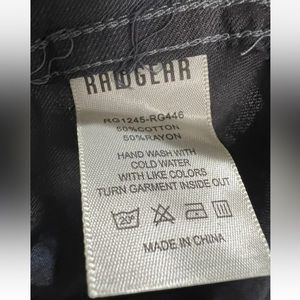 RAWGEAR
RG1245-RG446
50%COTTON
50%RAYON
HAND WASH WITH
COLD WATER
WITH LIKE COLORS
TURN GARMENT INSIDE OUT
MADE IN CHINA